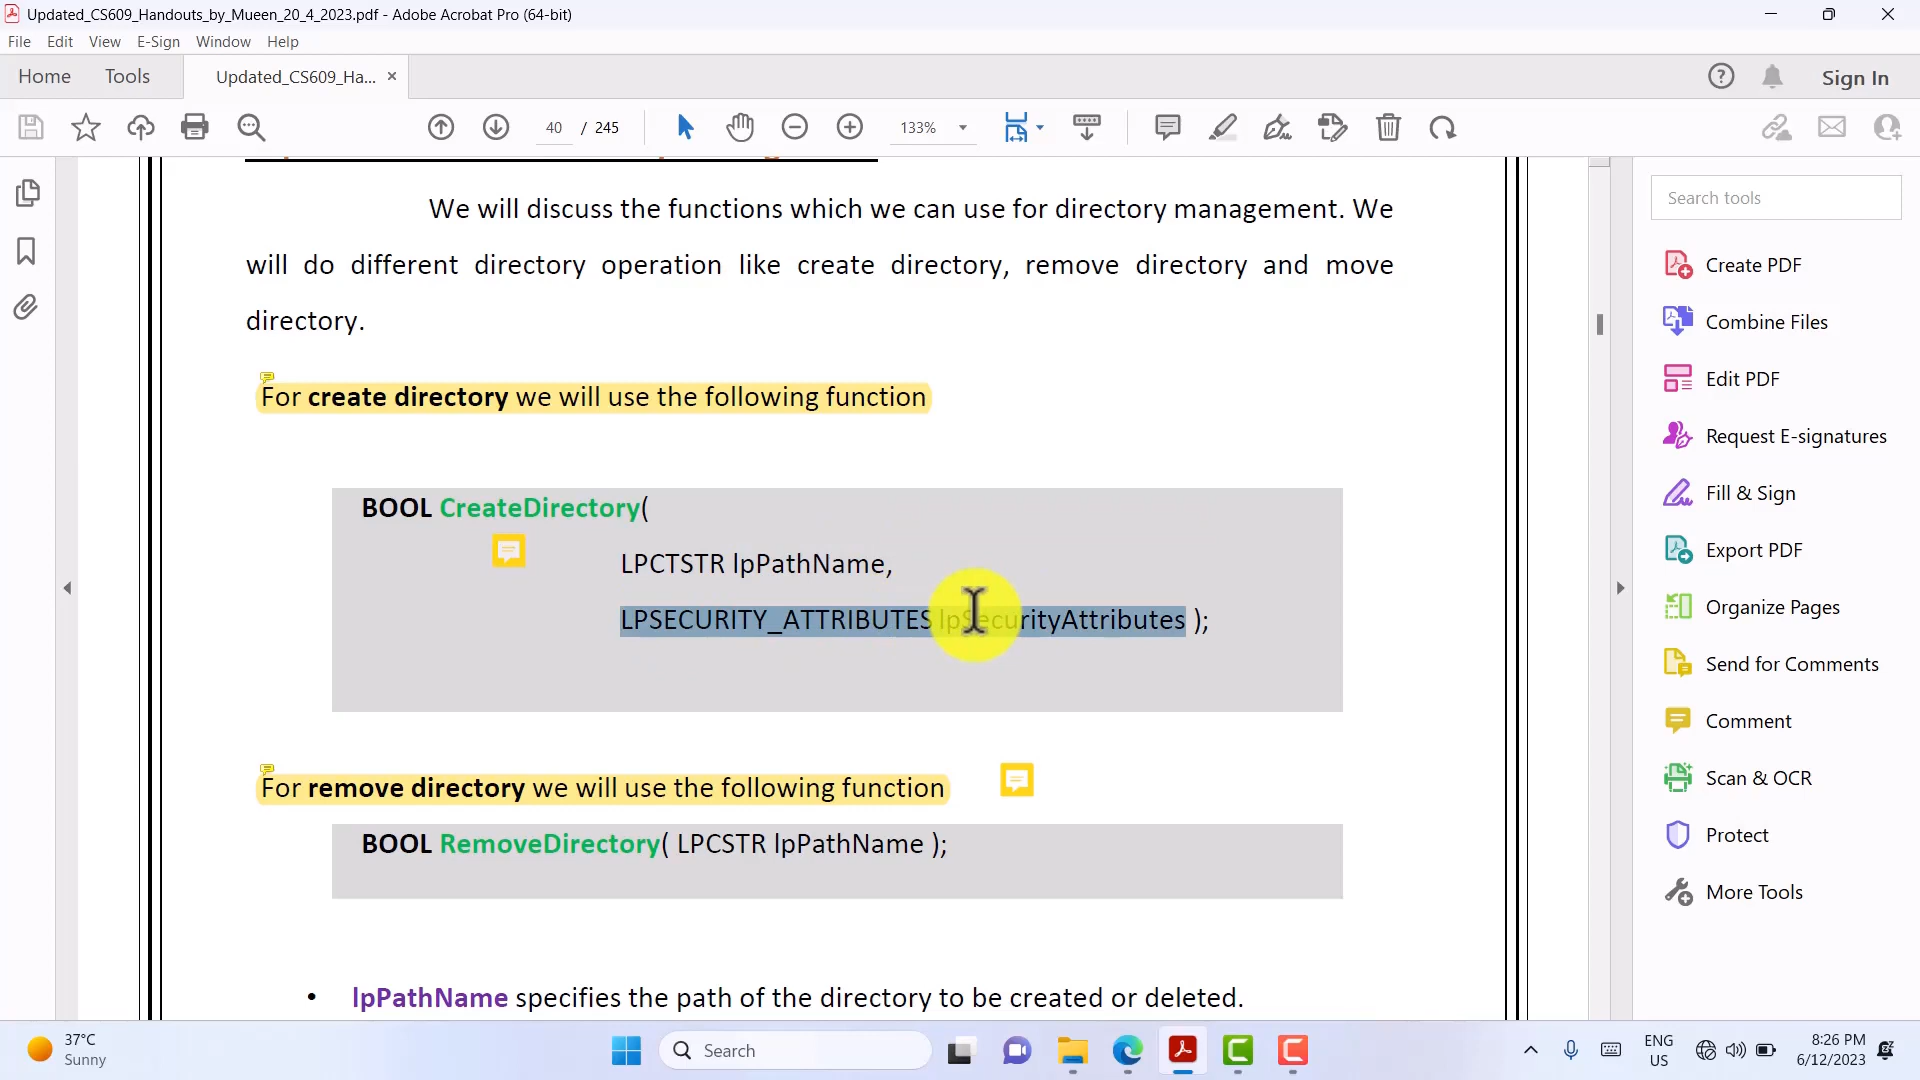 Updated_CS609_Handouts_by_Mueen_20_4_2023.pdf - Adobe Acrobat Pro (64-bit)
File Edit View E-Sign Window Help
Home Tools Updated_CS609_Ha... × Sign In
40 / 245 133%
We will discuss the functions which we can use for directory management. We
will do different directory operation like create directory, remove directory and move
directory.
For create directory we will use the following function
BOOL CreateDirectory(
LPCTSTR lpPathName,
LPSECURITY_ATTRIBUTES lpSecurityAttributes );
For remove directory we will use the following function
BOOL RemoveDirectory( LPCSTR lpPathName );
• lpPathName specifies the path of the directory to be created or deleted.
Search tools
Create PDF
Combine Files
Edit PDF
Request E-signatures
Fill & Sign
Export PDF
Organize Pages
Send for Comments
Comment
Scan & OCR
Protect
More Tools
37°C
Sunny
Search
ENG
US
8:26 PM
6/12/2023